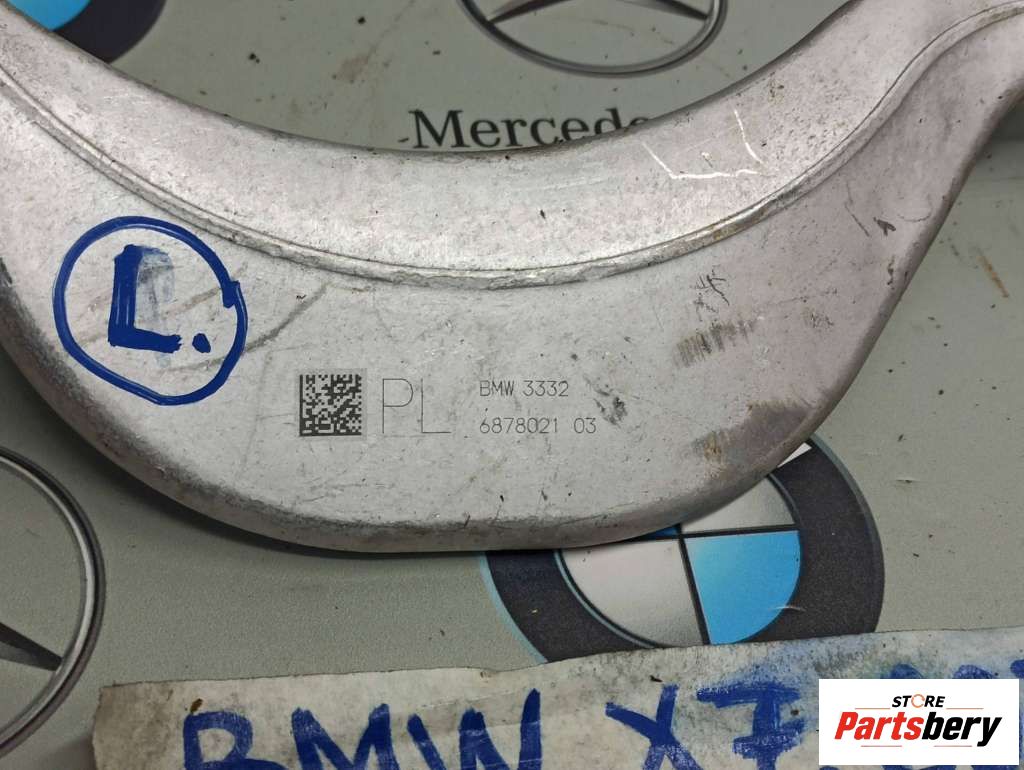 Mercede
L.
PL
BMW 3332
6878021 03
BMW X7
STORE
Partsbery